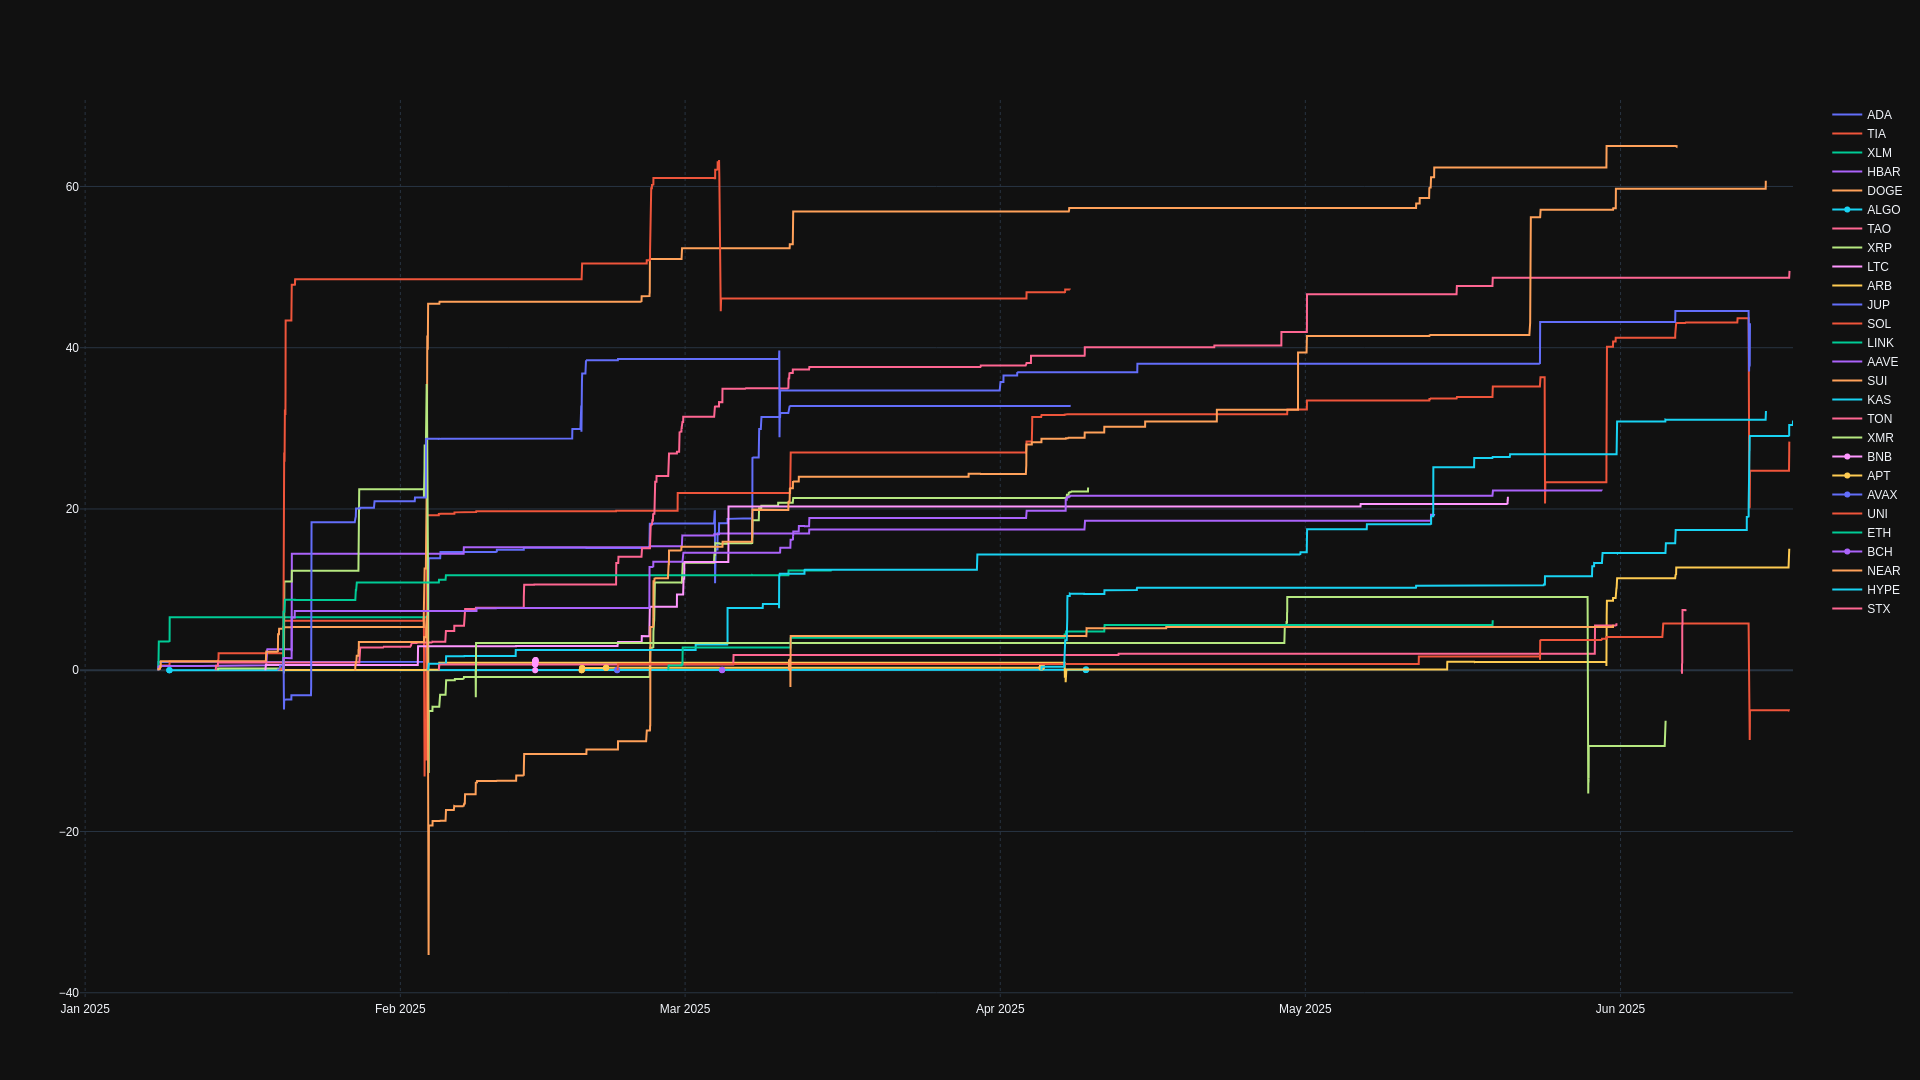 60
40
20
0
−20
−40
Jan 2025
Feb 2025
Mar 2025
Apr 2025
May 2025
Jun 2025
ADA
TIA
XLM
HBAR
DOGE
ALGO
TAO
XRP
LTC
ARB
JUP
SOL
LINK
AAVE
SUI
KAS
TON
XMR
BNB
APT
AVAX
UNI
ETH
BCH
NEAR
HYPE
STX